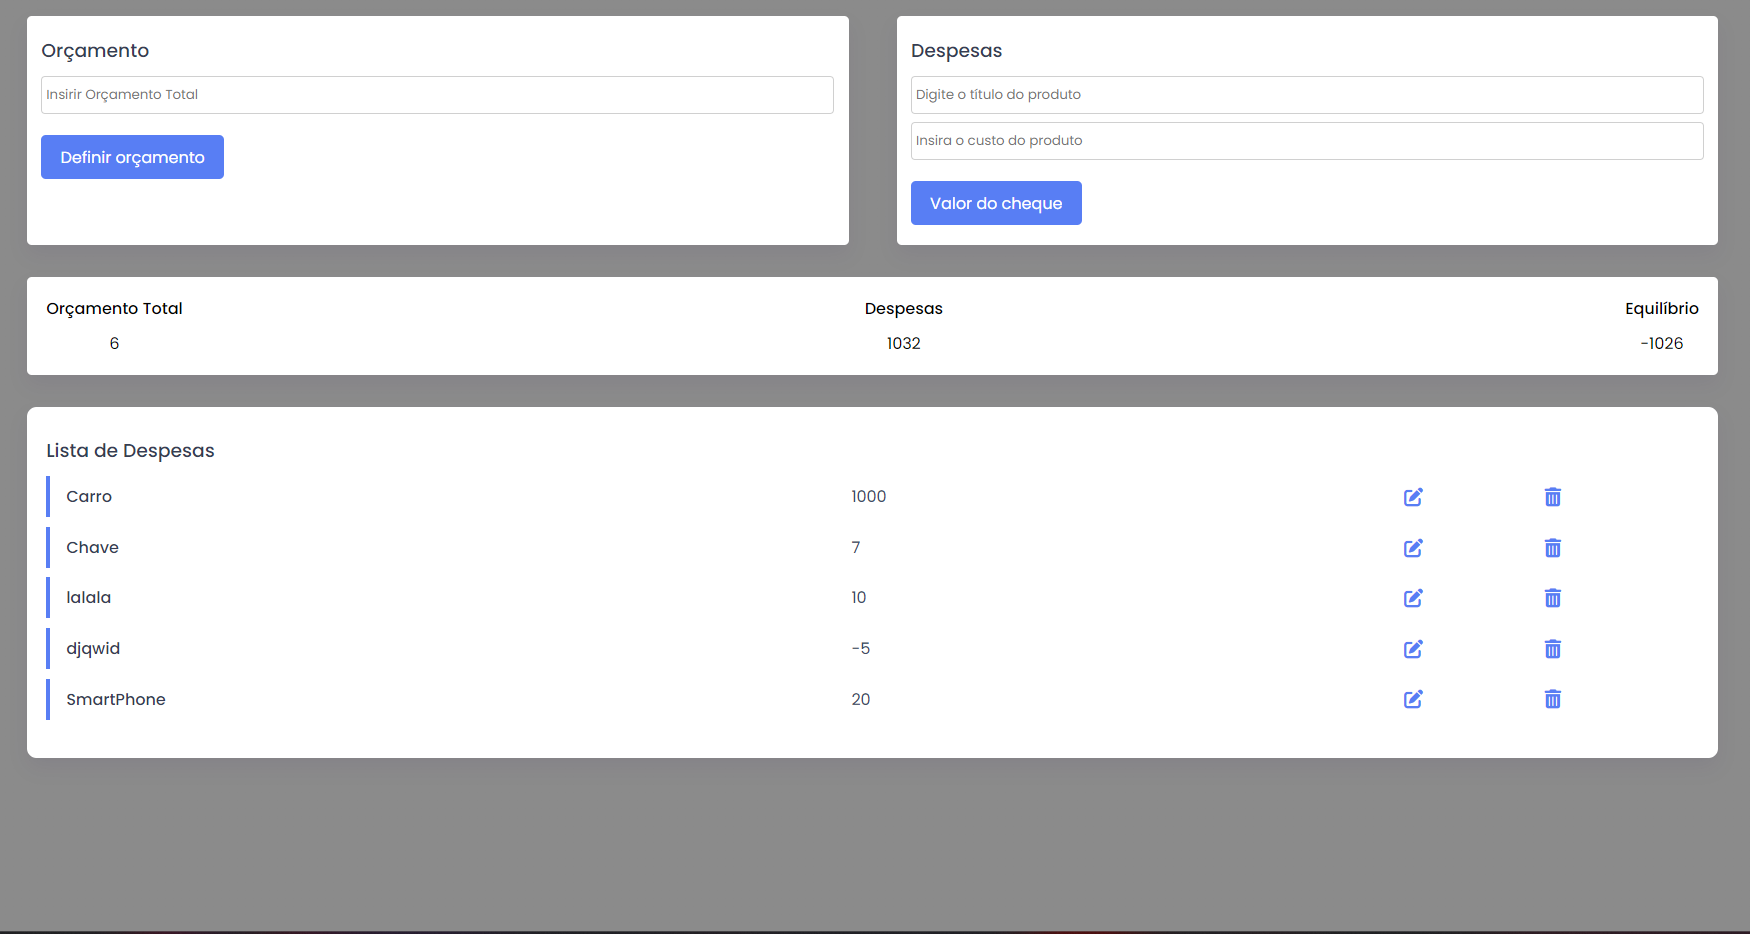 Orçamento
Insirir Orçamento Total
Definir orçamento
Despesas
Digite o título do produto
Insira o custo do produto
Valor do cheque
Orçamento Total Despesas Equilíbrio
6 1032 -1026
Lista de Despesas
Carro 1000
Chave 7
lalala 10
djqwid -5
SmartPhone 20